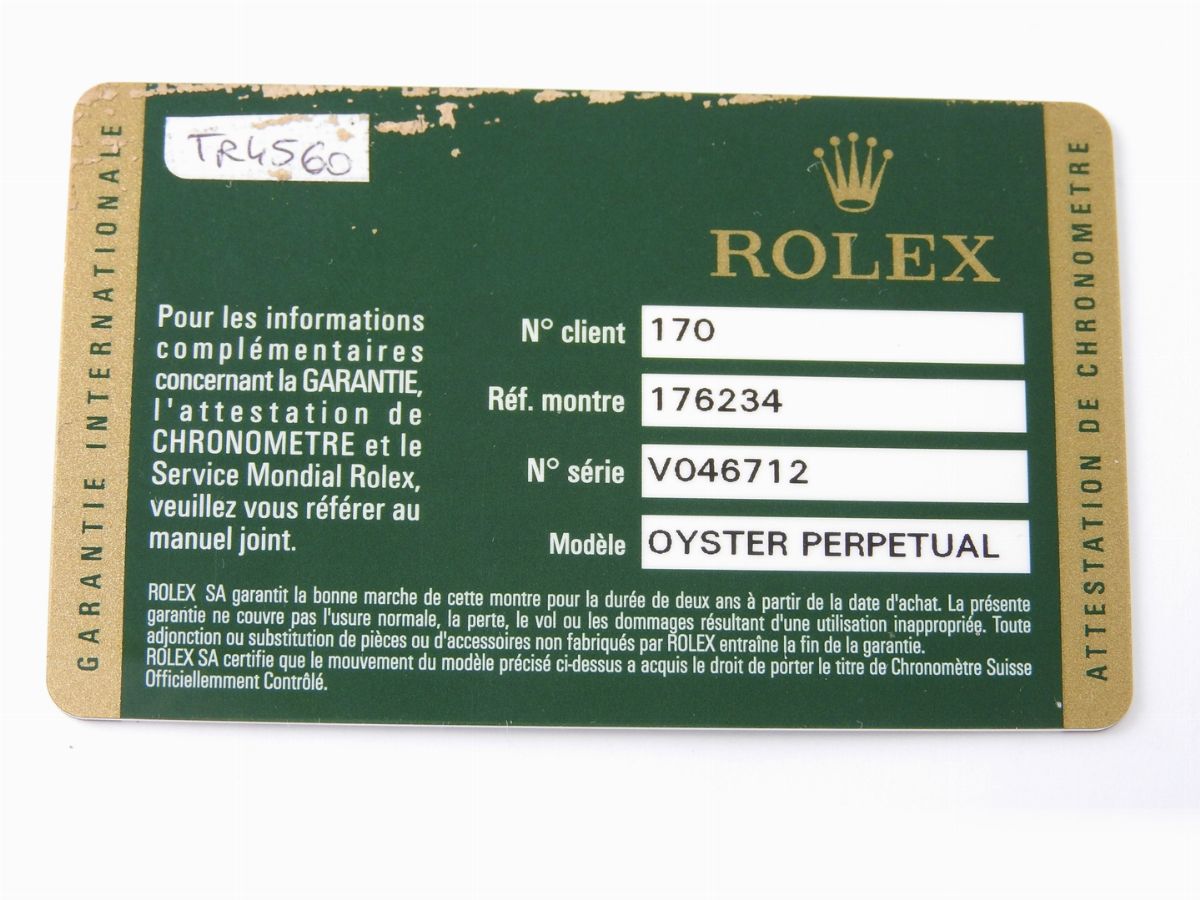 GARANTIE INTERNATIONALE
TR4560
ROLEX
Pour les informations
complémentaires
concernant la GARANTIE,
l'attestation de
CHRONOMETRE et le
Service Mondial Rolex,
veuillez vous référer au
manuel joint.
N° client 170
Réf. montre 176234
N° série V046712
Modèle OYSTER PERPETUAL
ROLEX SA garantit la bonne marche de cette montre pour la durée de deux ans à partir de la date d'achat. La présente
garantie ne couvre pas l'usure normale, la perte, le vol ou les dommages résultant d'une utilisation inappropriée. Toute
adjonction ou substitution de pièces ou d'accessoires non fabriqués par ROLEX entraîne la fin de la garantie.
ROLEX SA certifie que le mouvement du modèle précisé ci-dessus a acquis le droit de porter le titre de Chronomètre Suisse
Officiellemment Contrôlé.
ATTESTATION DE CHRONOMETRE